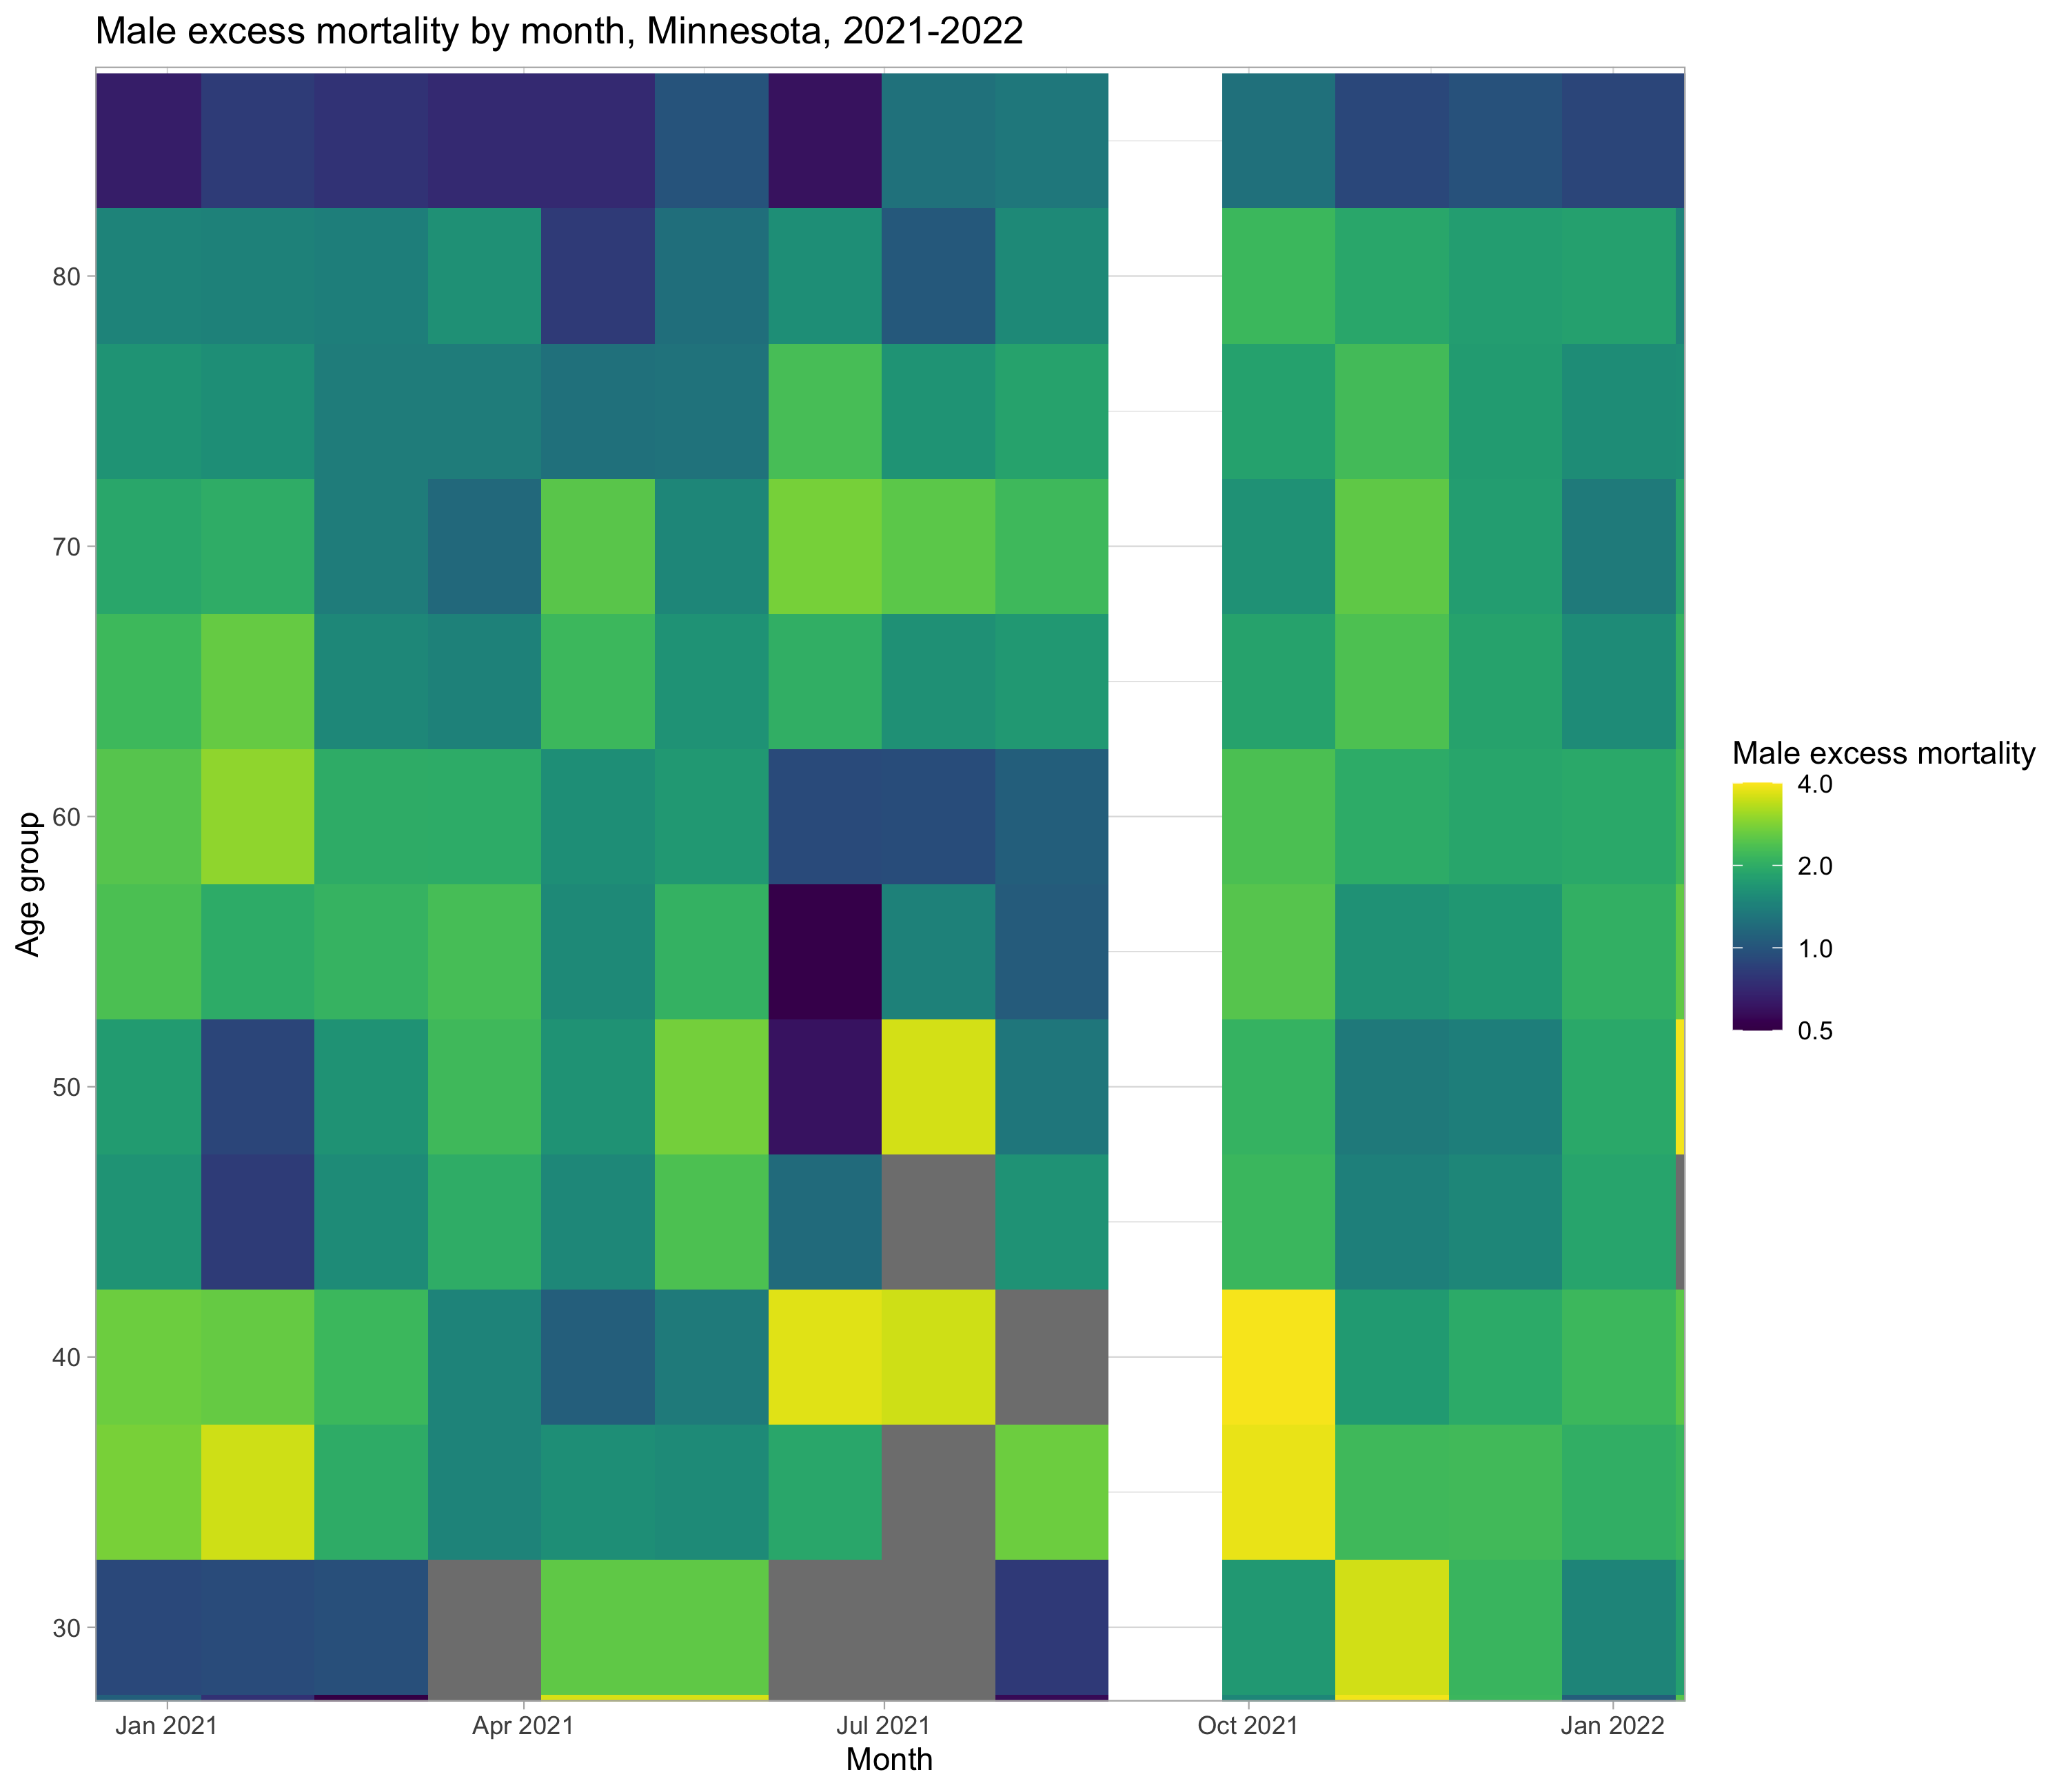 Male excess mortality by month, Minnesota, 2021-2022
80
70
60
50
40
30
Age group
Jan 2021
Apr 2021
Jul 2021
Oct 2021
Jan 2022
Month
Male excess mortality
4.0
2.0
1.0
0.5